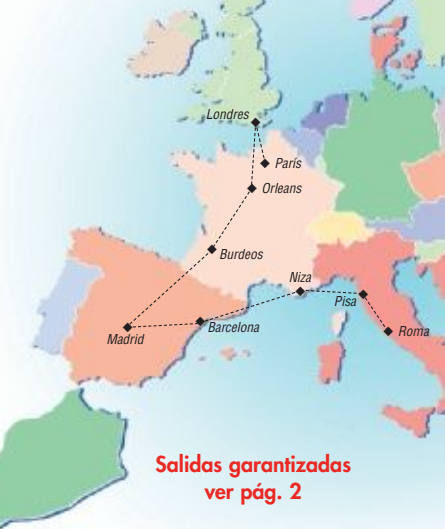 Londres
París
Orleans
Burdeos
Niza
Pisa
Barcelona
Madrid
Roma
Salidas garantizadas
ver pág. 2